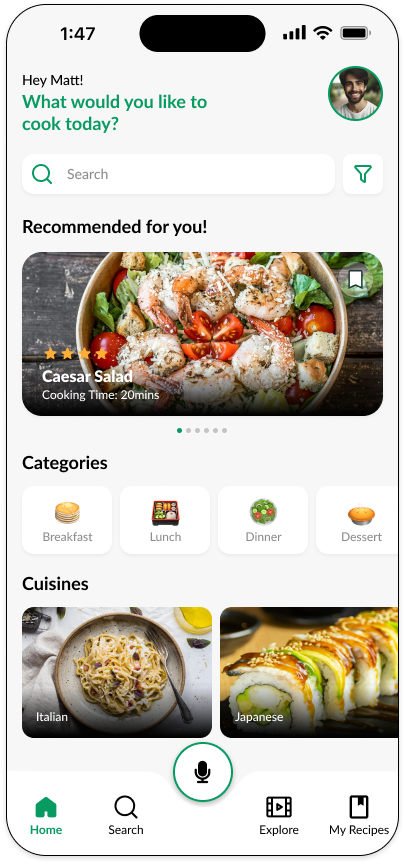 1:47
Hey Matt!
What would you like to
cook today?
Search
Recommended for you!
Caesar Salad
Cooking Time: 20mins
Categories
Breakfast
Lunch
Dinner
Dessert
Cuisines
Italian
Japanese
Home
Search
Explore
My Recipes